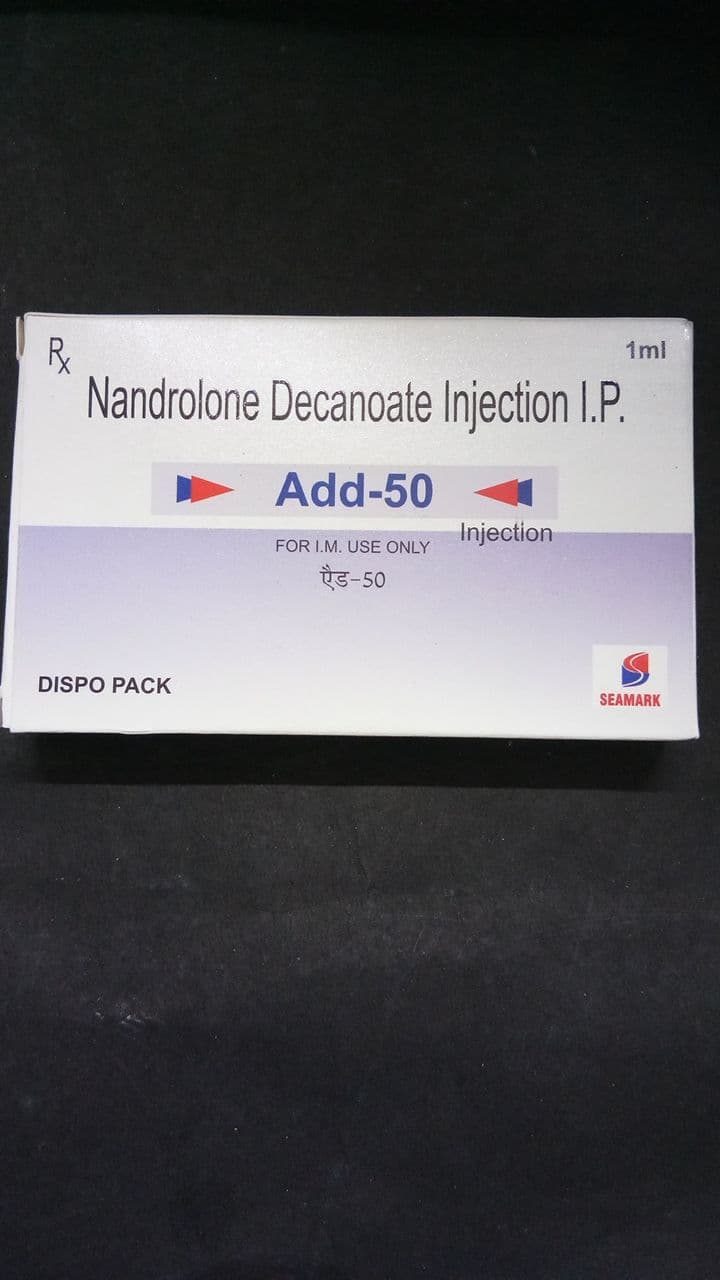 Rx
1ml
Nandrolone Decanoate Injection I.P.
Add-50
Injection
FOR I.M. USE ONLY
ऐड-50
DISPO PACK
SEAMARK